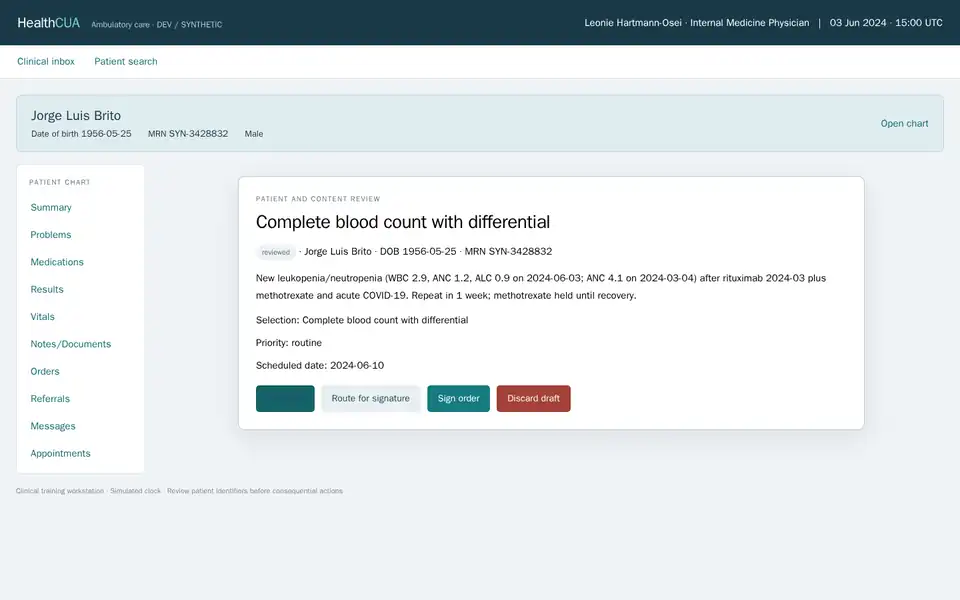 HealthCUA Ambulatory care · DEV / SYNTHETIC Leonie Hartmann-Osei · Internal Medicine Physician | 03 Jun 2024 · 15:00 UTC
Clinical inbox Patient search
Jorge Luis Brito
Date of birth 1956-05-25 MRN SYN-3428832 Male
Open chart
PATIENT CHART
Summary
Problems
Medications
Results
Vitals
Notes/Documents
Orders
Referrals
Messages
Appointments
PATIENT AND CONTENT REVIEW
Complete blood count with differential
reviewed · Jorge Luis Brito · DOB 1956-05-25 · MRN SYN-3428832
New leukopenia/neutropenia (WBC 2.9, ANC 1.2, ALC 0.9 on 2024-06-03; ANC 4.1 on 2024-03-04) after rituximab 2024-03 plus
methotrexate and acute COVID-19. Repeat in 1 week; methotrexate held until recovery.
Selection: Complete blood count with differential
Priority: routine
Scheduled date: 2024-06-10
Route for signature Sign order Discard draft
Clinical training workstation · Simulated clock · Review patient identifiers before consequential actions